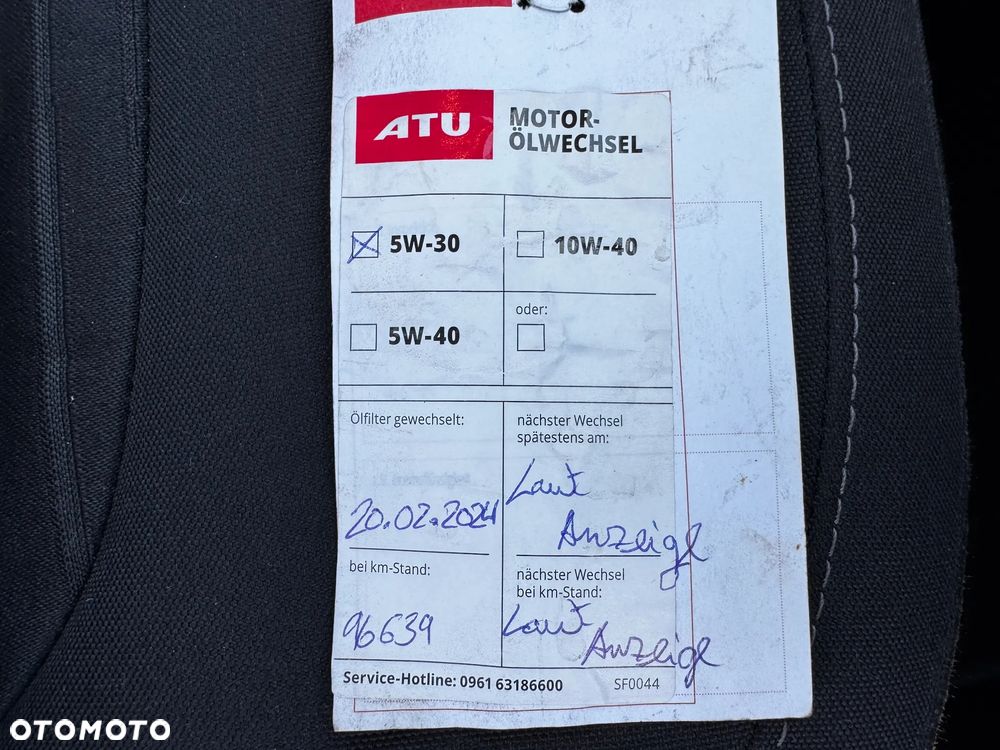 ATU
MOTOR-
ÖLWECHSEL
5W-30
10W-40
5W-40
oder:
Ölfilter gewechselt:
20.02.2024
nächster Wechsel
spätestens am:
Laut
Anzeige
bei km-Stand:
96639
nächster Wechsel
bei km-Stand:
Laut
Anzeige
Service-Hotline: 0961 63186600
SF0044
OTOMOTO